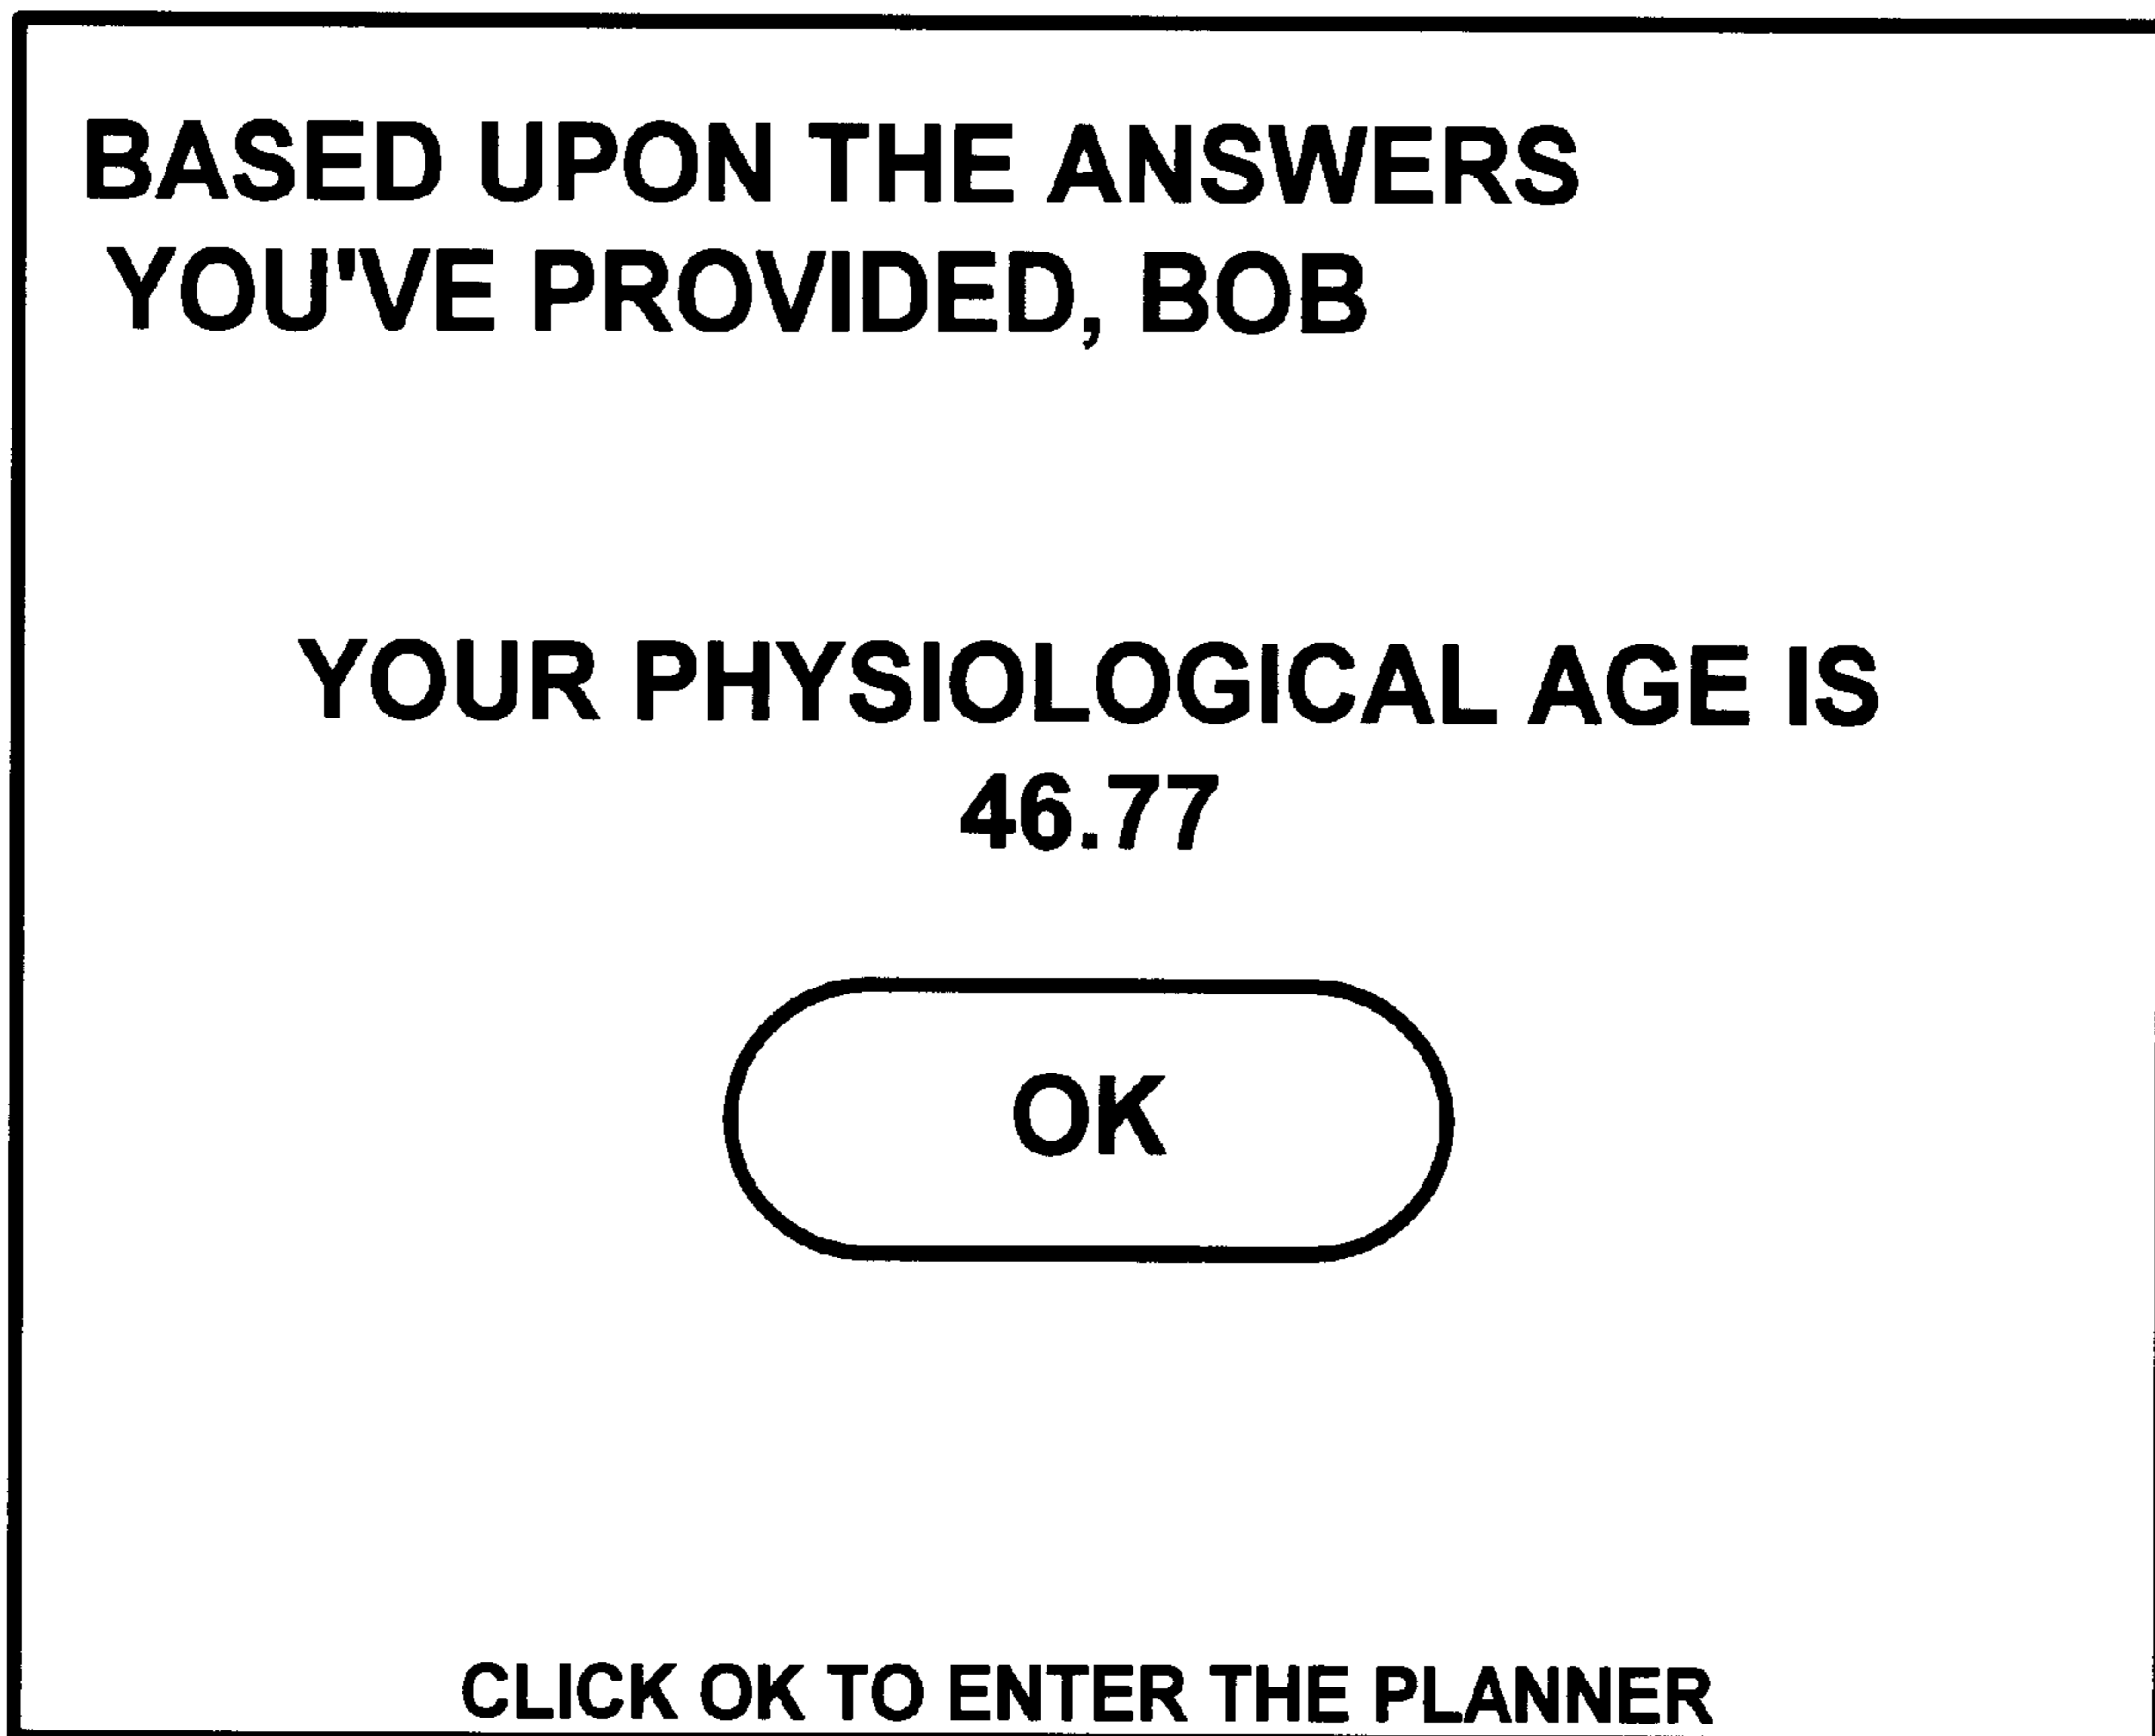 BASED UPON THE ANSWERS
YOU'VE PROVIDED, BOB
YOUR PHYSIOLOGICAL AGE IS
46.77
OK
CLICK OK TO ENTER THE PLANNER